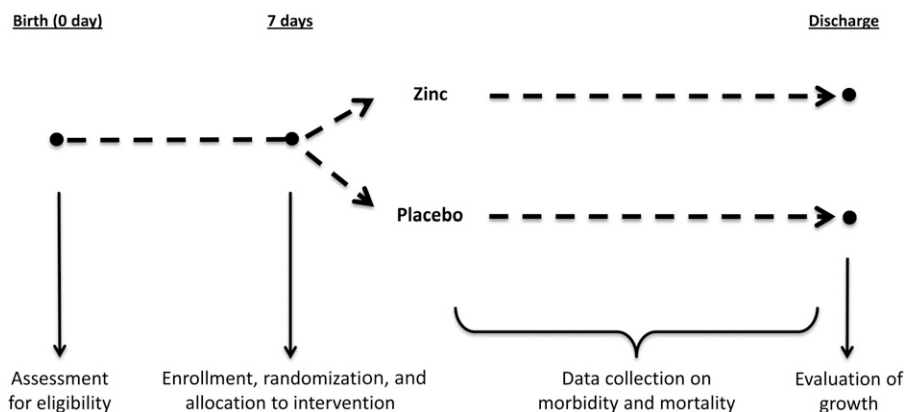 Birth (0 day)
7 days
Discharge
Zinc
Placebo
Assessment
for eligibility
Enrollment, randomization, and
allocation to intervention
Data collection on
morbidity and mortality
Evaluation of
growth